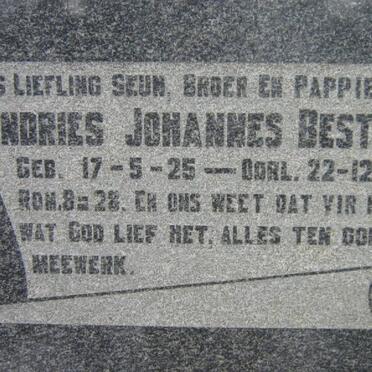 S LIEFLING SEUN, BROER EN PAPPIE
NDRIES JOHANNES BEST
GEB. 17-5-25 — OORL. 22-12
ROM.8=28. EN ONS WEET DAT VIR
WAT GOD LIEF HET, ALLES TEN
MEEWERK.